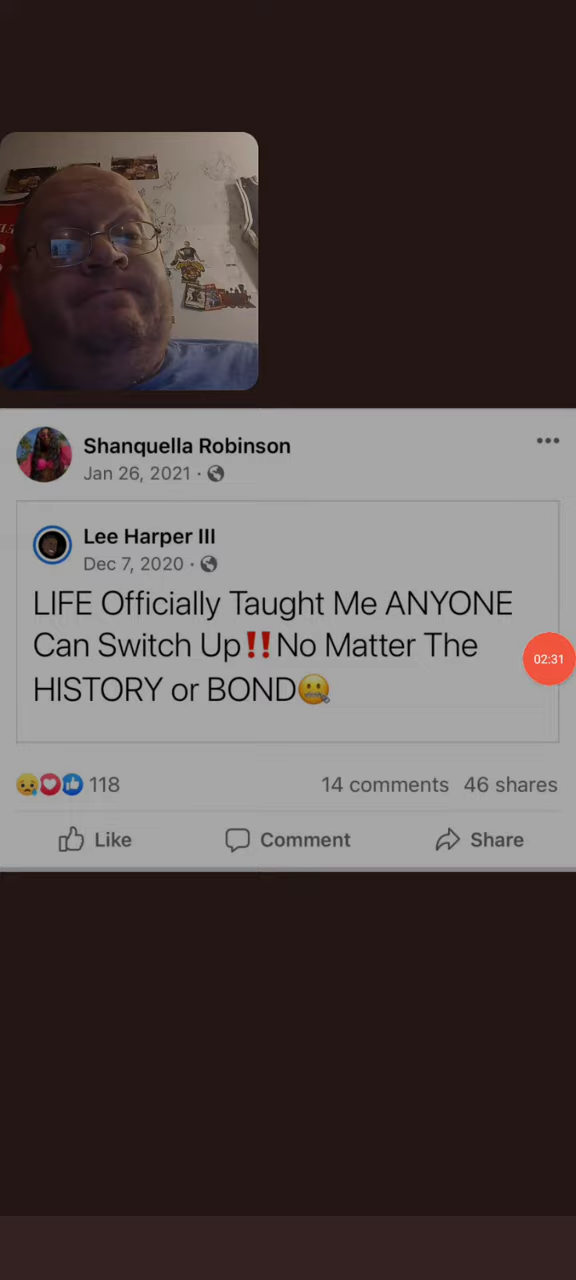 Shanquella Robinson
Jan 26, 2021 ·
Lee Harper III
Dec 7, 2020 ·
LIFE Officially Taught Me ANYONE
Can Switch Up‼️No Matter The
HISTORY or BOND🤐
02:31
118
14 comments 46 shares
Like Comment Share